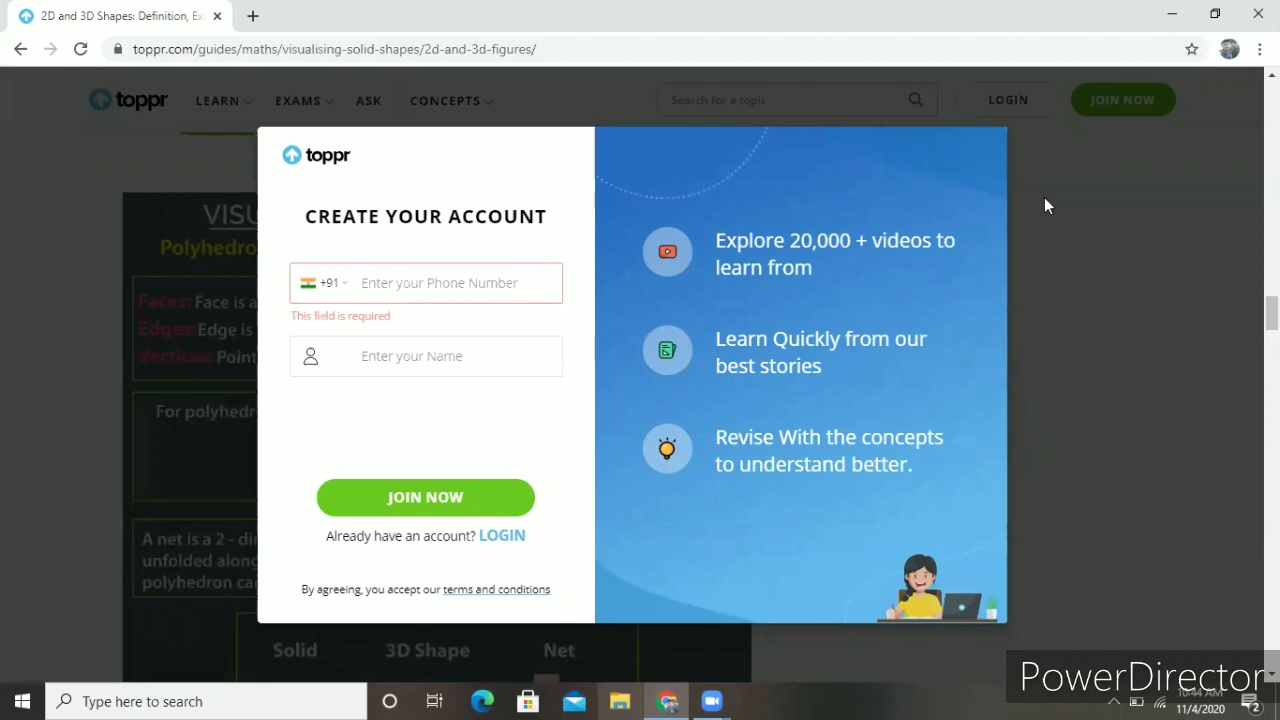 2D and 3D Shapes: Definition, Ex
toppr.com/guides/maths/visualising-solid-shapes/2d-and-3d-figures/
toppr LEARN EXAMS ASK CONCEPTS Search for a topic LOGIN JOIN NOW
toppr
CREATE YOUR ACCOUNT
+91 Enter your Phone Number
This field is required
Enter your Name
JOIN NOW
Already have an account? LOGIN
By agreeing, you accept our terms and conditions
Explore 20,000 + videos to
learn from
Learn Quickly from our
best stories
Revise With the concepts
to understand better.
VISU
Polyhedro
Faces: Face is a
Edges: Edge is
Vertices: Point
For polyhedr
A net is a 2 - di
unfolded along
polyhedron ca
Solid 3D Shape Net
PowerDirector
Type here to search
10:44 AM
11/4/2020
2